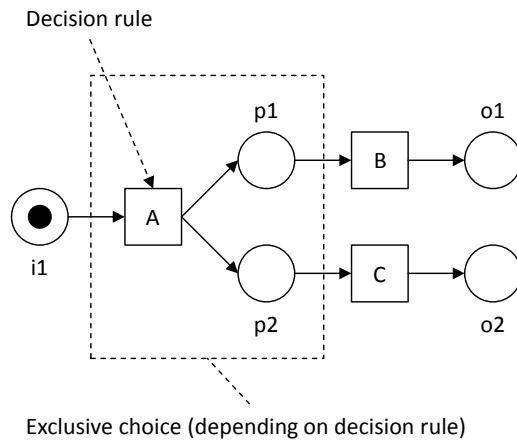 Decision rule
p1
o1
B
A
i1
C
p2
o2
Exclusive choice (depending on decision rule)